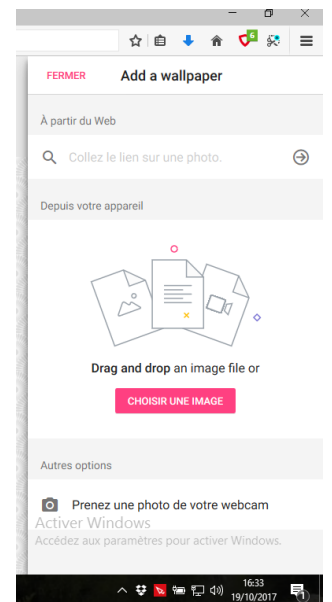 6
FERMER Add a wallpaper
À partir du Web
Collez le lien sur une photo.
Depuis votre appareil
Drag and drop an image file or
CHOISIR UNE IMAGE
Autres options
Prenez une photo de votre webcam
Activer Windows
Accédez aux paramètres pour activer Windows.
16:33
19/10/2017
1